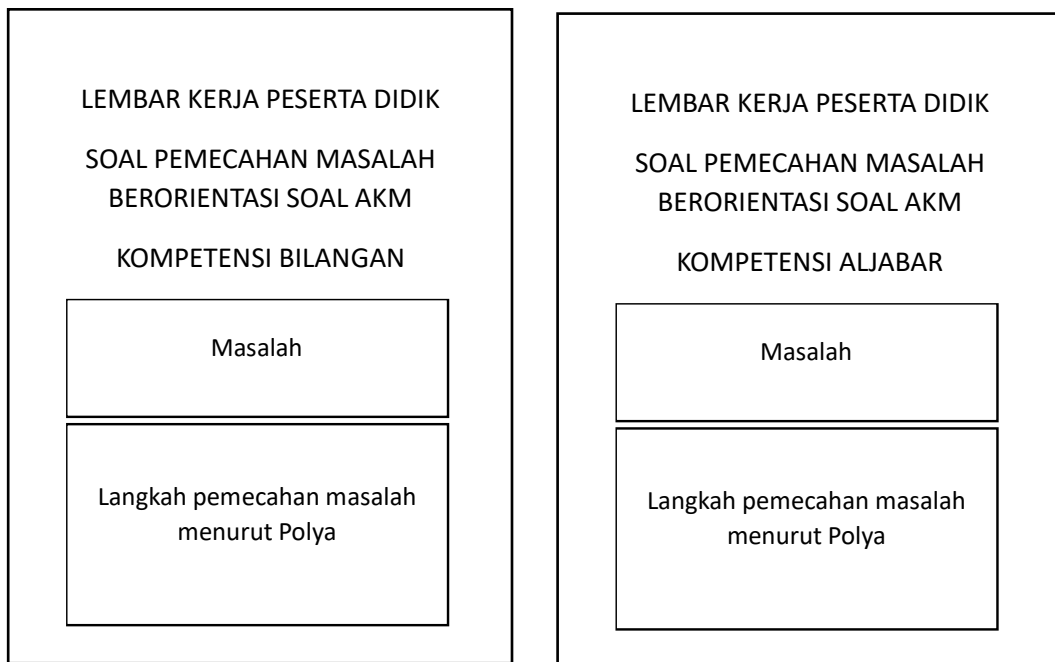 LEMBAR KERJA PESERTA DIDIK
SOAL PEMECAHAN MASALAH
BERORIENTASI SOAL AKM
KOMPETENSI BILANGAN
Masalah
Langkah pemecahan masalah
menurut Polya
LEMBAR KERJA PESERTA DIDIK
SOAL PEMECAHAN MASALAH
BERORIENTASI SOAL AKM
KOMPETENSI ALJABAR
Masalah
Langkah pemecahan masalah
menurut Polya